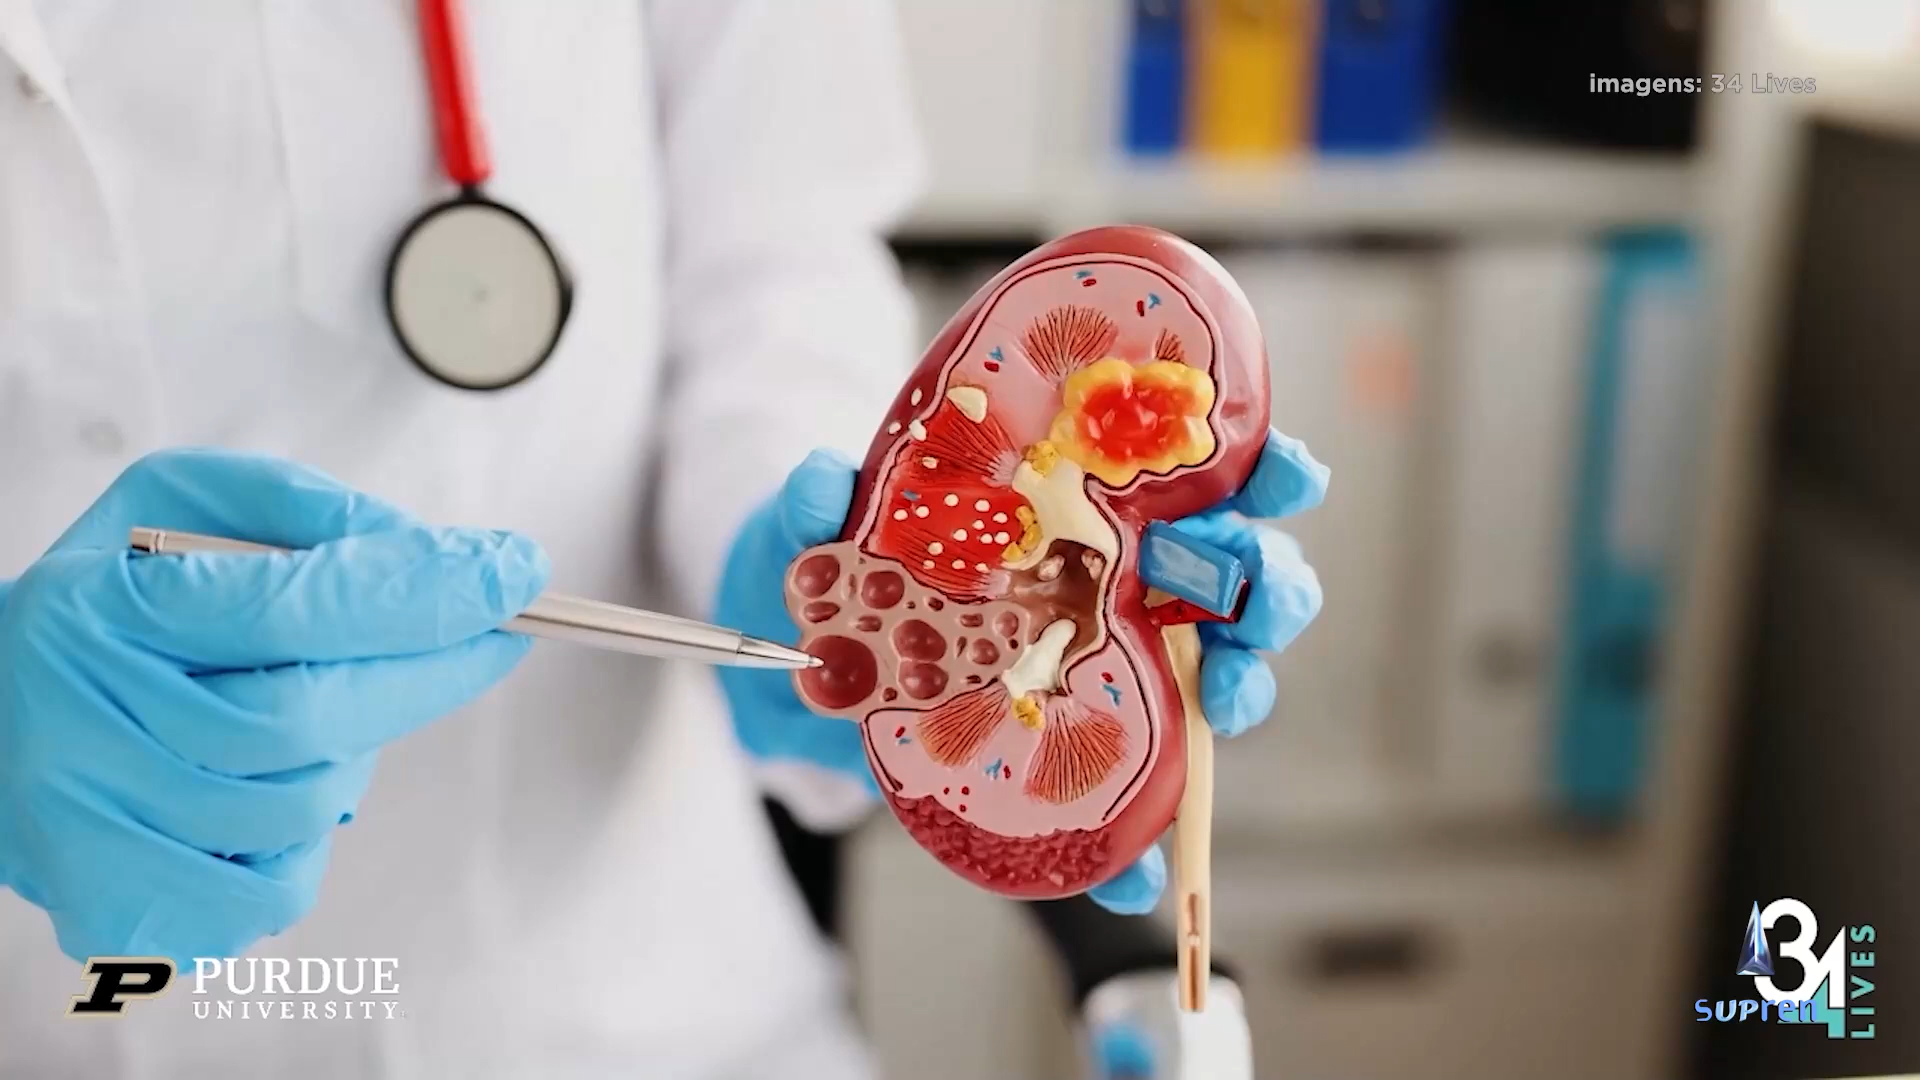 imagens: 34 Lives
P PURDUE
UNIVERSITY
34
LIVES
supren